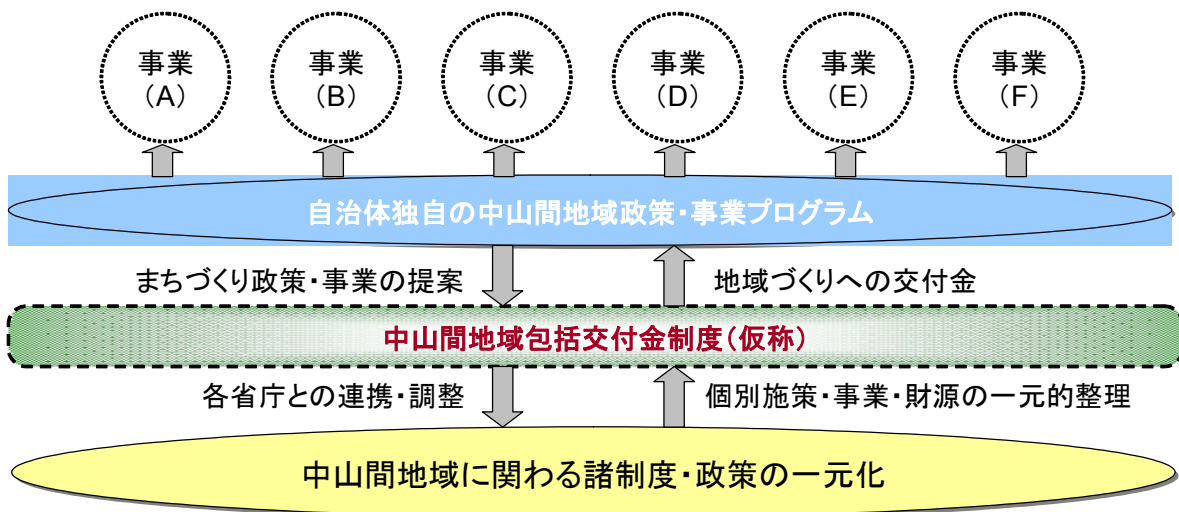 事業
（A）
事業
（B）
事業
（C）
事業
（D）
事業
（E）
事業
（F）
自治体独自の中山間地域政策・事業プログラム
まちづくり政策・事業の提案
地域づくりへの交付金
中山間地域包括交付金制度（仮称）
各省庁との連携・調整
個別施策・事業・財源の一元的整理
中山間地域に関わる諸制度・政策の一元化